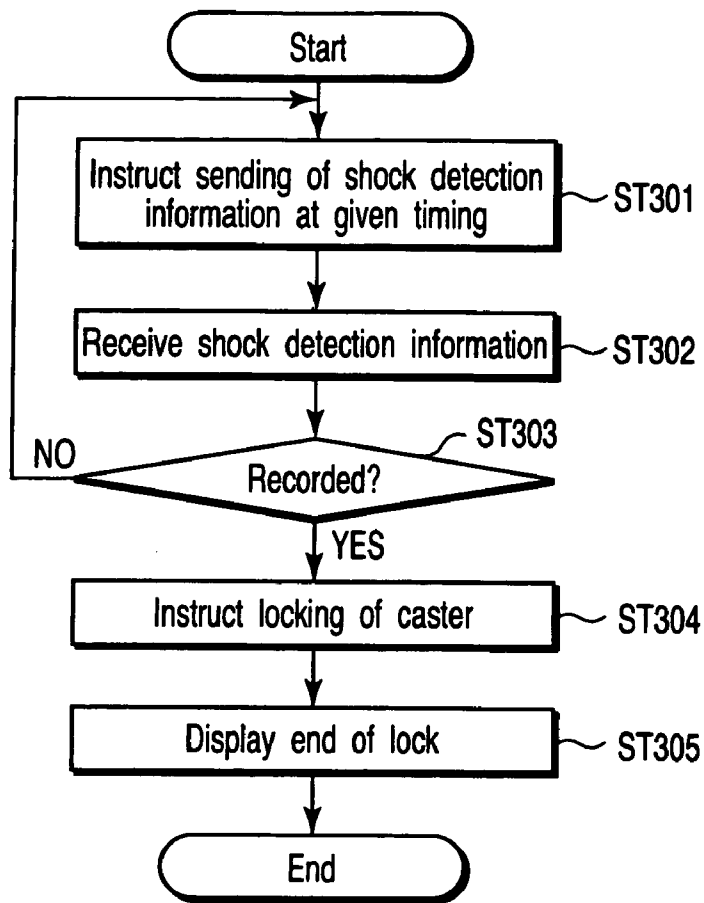 Start
Instruct sending of shock detection
information at given timing
ST301
Receive shock detection information
ST302
ST303
NO
Recorded?
YES
Instruct locking of caster
ST304
Display end of lock
ST305
End